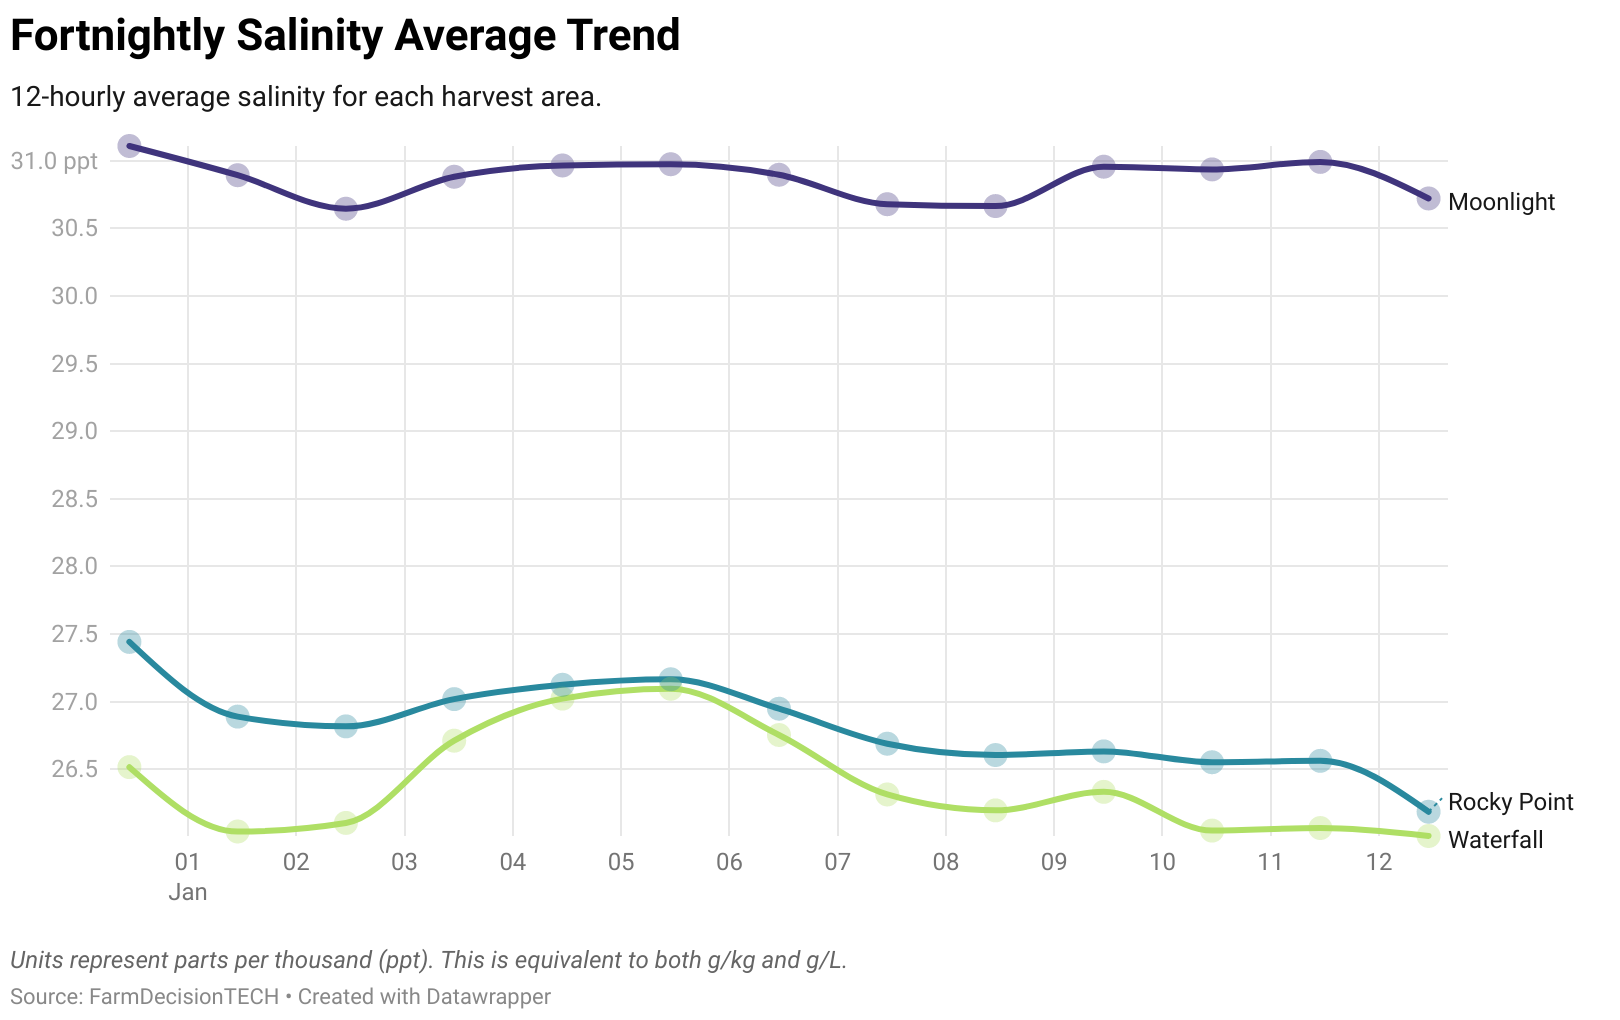 Fortnightly Salinity Average Trend
12-hourly average salinity for each harvest area.
31.0 ppt
30.5
30.0
29.5
29.0
28.5
28.0
27.5
27.0
26.5
Moonlight
Rocky Point
Waterfall
01 02 03 04 05 06 07 08 09 10 11 12
Jan
Units represent parts per thousand (ppt). This is equivalent to both g/kg and g/L.
Source: FarmDecisionTECH • Created with Datawrapper